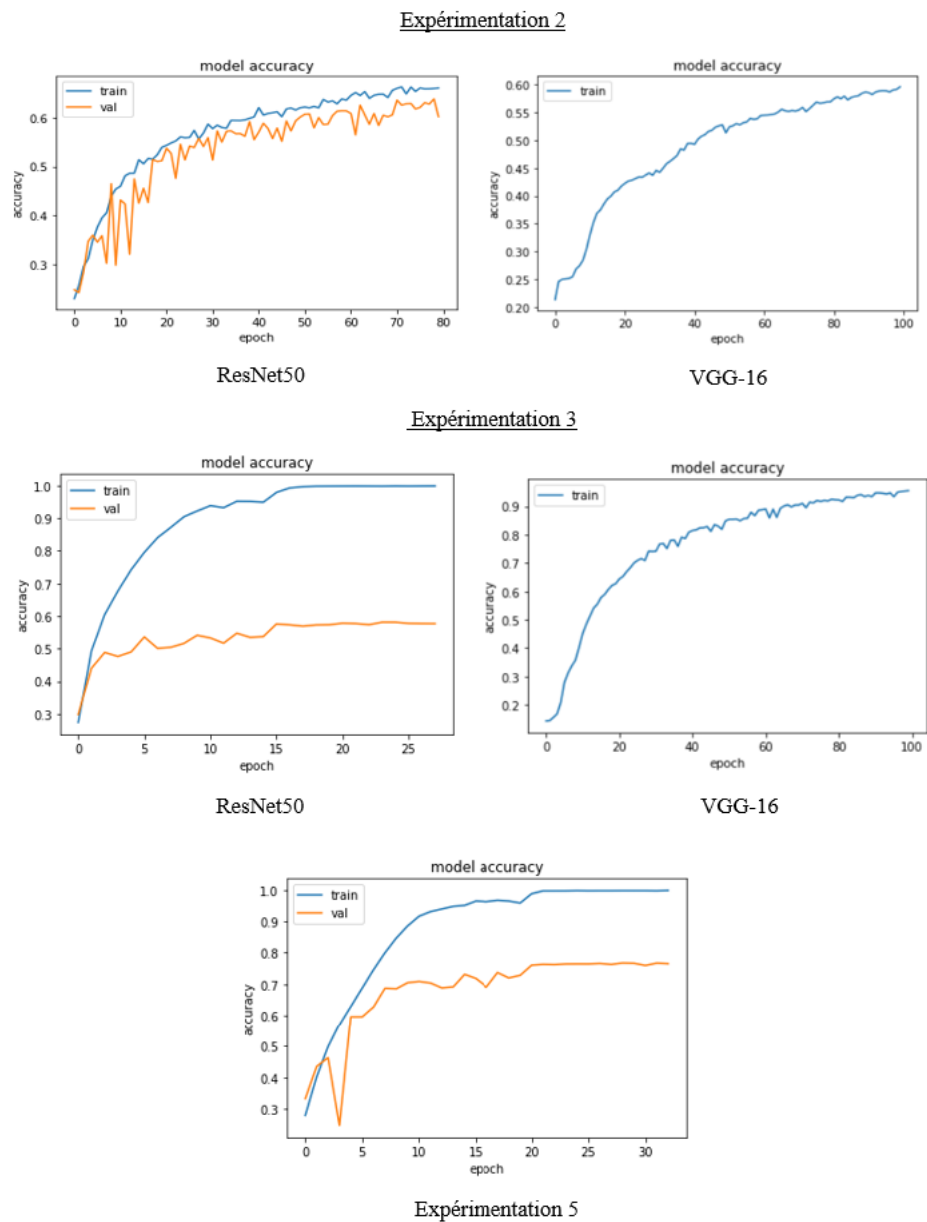 Expérimentation 2
model accuracy
train
val
0.6
0.5
0.4
0.3
accuracy
0 10 20 30 40 50 60 70 80
epoch
ResNet50
model accuracy
train
0.60
0.55
0.50
0.45
0.40
0.35
0.30
0.25
0.20
accuracy
0 20 40 60 80 100
epoch
VGG-16
Expérimentation 3
model accuracy
train
val
1.0
0.9
0.8
0.7
0.6
0.5
0.4
0.3
accuracy
0 5 10 15 20 25
epoch
ResNet50
model accuracy
train
0.9
0.8
0.7
0.6
0.5
0.4
0.3
0.2
accuracy
0 20 40 60 80 100
epoch
VGG-16
model accuracy
train
val
1.0
0.9
0.8
0.7
0.6
0.5
0.4
0.3
accuracy
0 5 10 15 20 25 30
epoch
Expérimentation 5